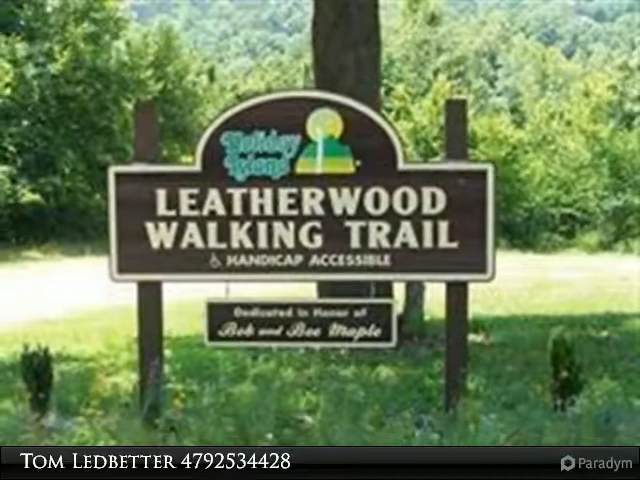 Holiday
Island
LEATHERWOOD
WALKING TRAIL
♿ HANDICAP ACCESSIBLE
Dedicated in Honor of
Bob and Bee Maple
TOM LEDBETTER 4792534428
Paradym